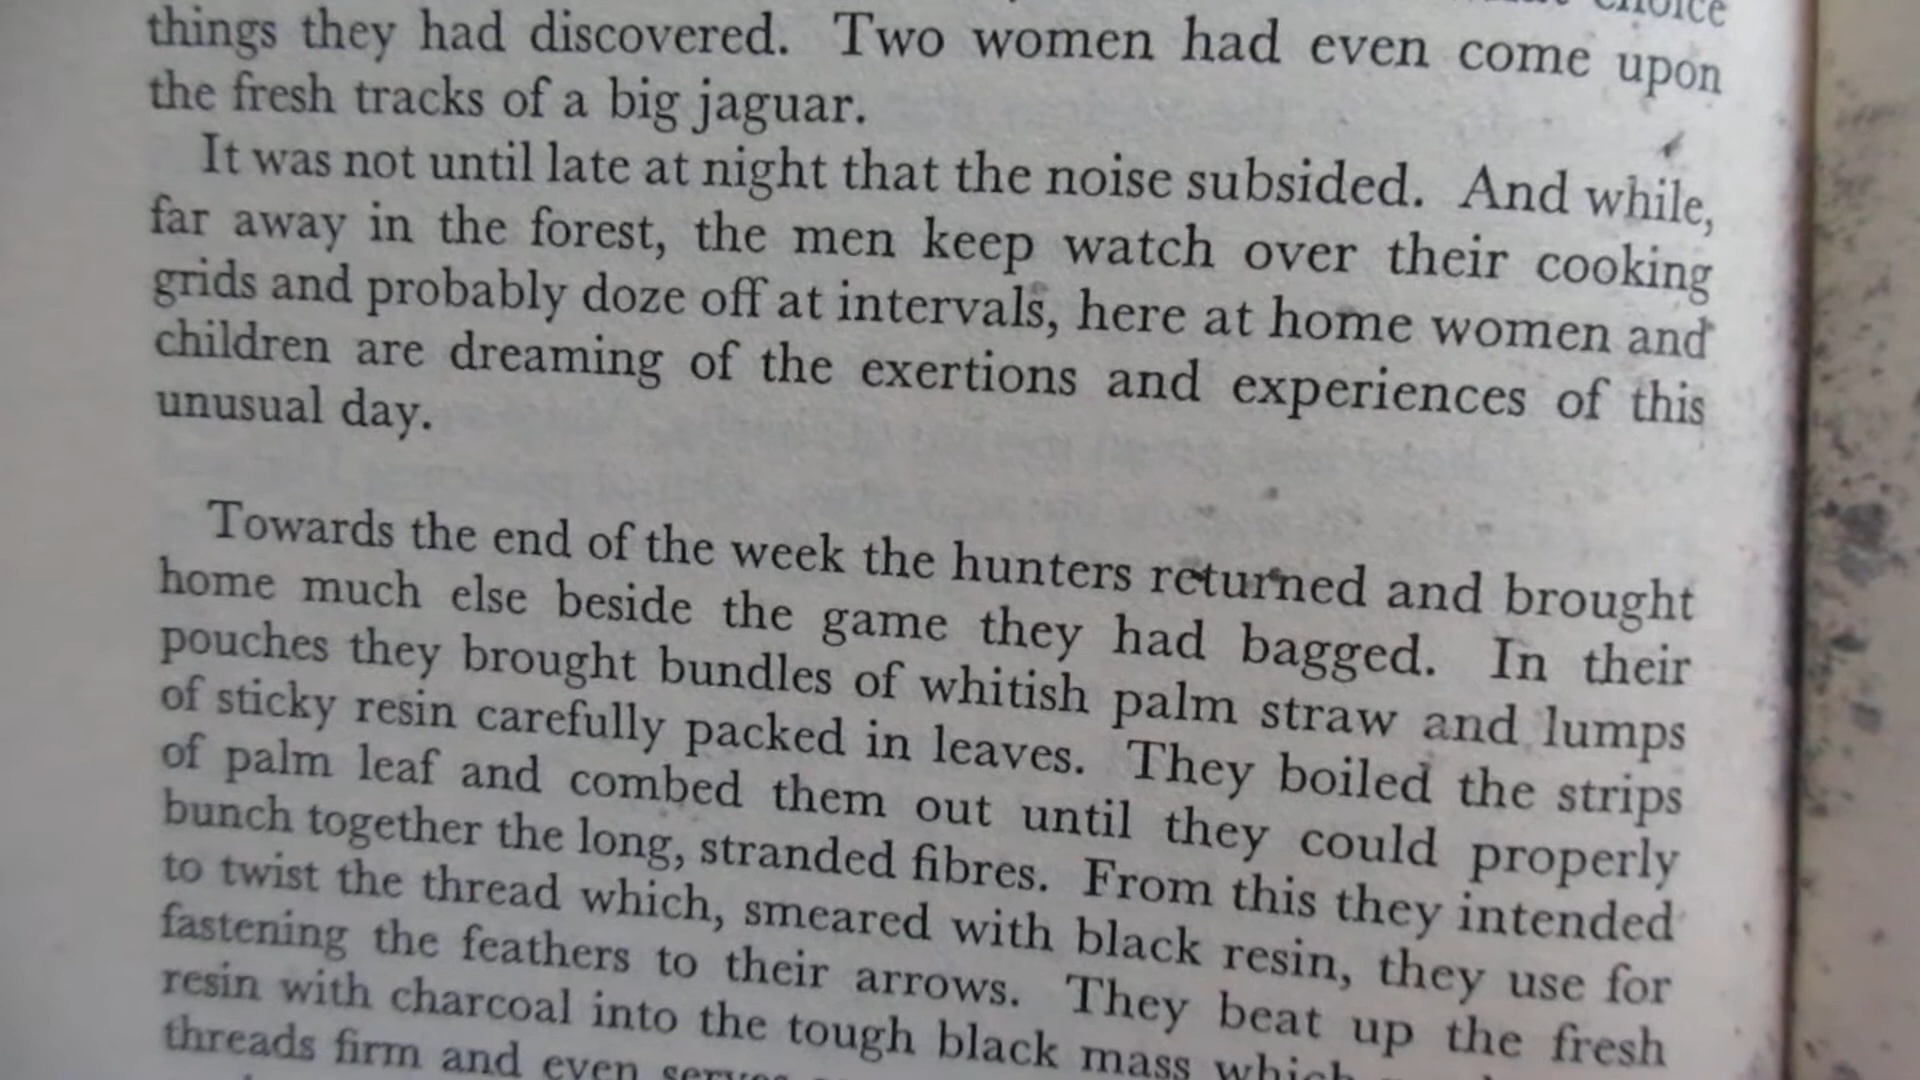 choice
things they had discovered. Two women had even come upon
the fresh tracks of a big jaguar.
It was not until late at night that the noise subsided. And while,
far away in the forest, the men keep watch over their cooking
grids and probably doze off at intervals, here at home women and
children are dreaming of the exertions and experiences of this
unusual day.
Towards the end of the week the hunters returned and brought
home much else beside the game they had bagged. In their
pouches they brought bundles of whitish palm straw and lumps
of sticky resin carefully packed in leaves. They boiled the strips
of palm leaf and combed them out until they could properly
bunch together the long, stranded fibres. From this they intended
to twist the thread which, smeared with black resin, they use for
fastening the feathers to their arrows. They beat up the fresh
resin with charcoal into the tough black mass which
threads firm and even